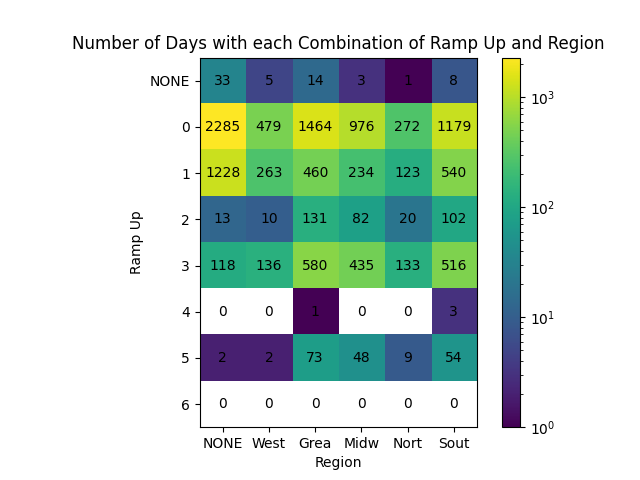 Number of Days with each Combination of Ramp Up and Region
NONE 33 5 14 3 1 8
0 2285 479 1464 976 272 1179
1 1228 263 460 234 123 540
2 13 10 131 82 20 102
3 118 136 580 435 133 516
4 0 0 1 0 0 3
5 2 2 73 48 9 54
6 0 0 0 0 0 0
NONE West Grea Midw Nort Sout
Region
Ramp Up
10³
10²
10¹
10⁰